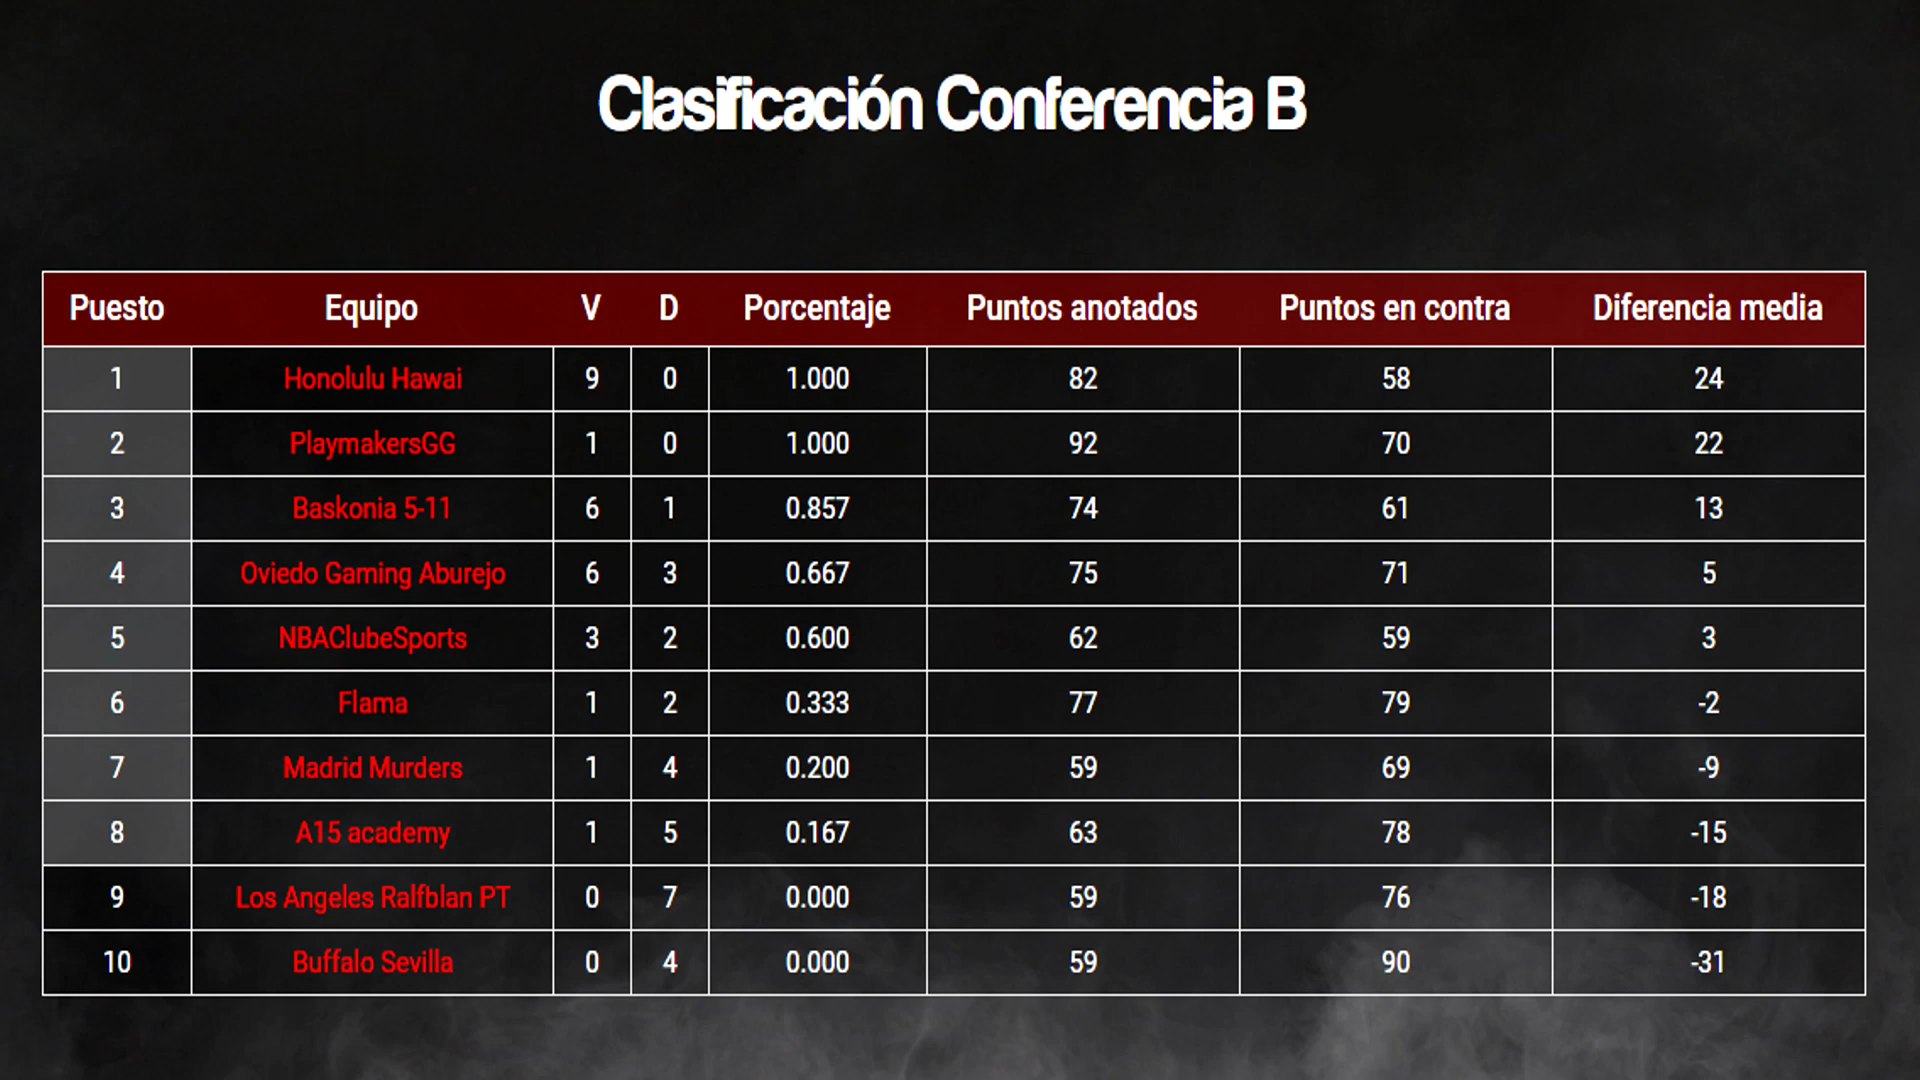 Clasificación Conferencia B
Puesto Equipo V D Porcentaje Puntos anotados Puntos en contra Diferencia media
1 Honolulu Hawai 9 0 1.000 82 58 24
2 PlaymakersGG 1 0 1.000 92 70 22
3 Baskonia 5-11 6 1 0.857 74 61 13
4 Oviedo Gaming Aburejo 6 3 0.667 75 71 5
5 NBAClubeSports 3 2 0.600 62 59 3
6 Flama 1 2 0.333 77 79 -2
7 Madrid Murders 1 4 0.200 59 69 -9
8 A15 academy 1 5 0.167 63 78 -15
9 Los Angeles Ralfblan PT 0 7 0.000 59 76 -18
10 Buffalo Sevilla 0 4 0.000 59 90 -31